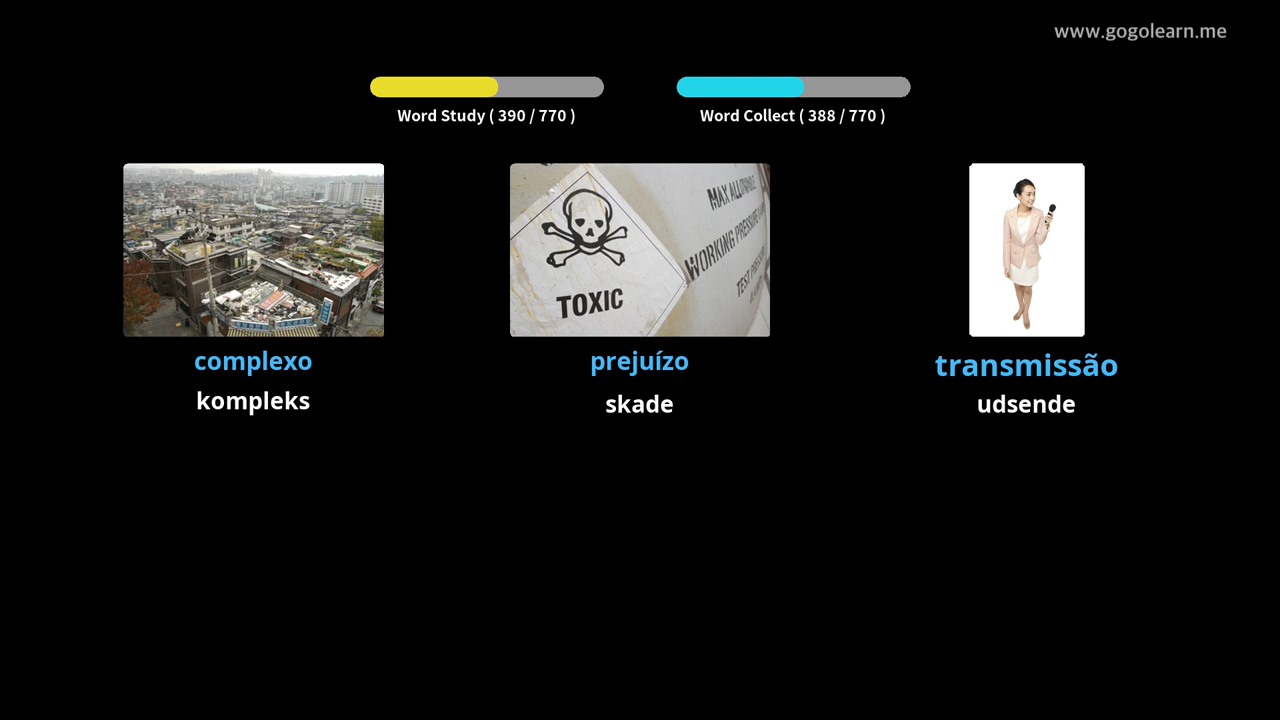 www.gogolearn.me
Word Study ( 390 / 770 )
Word Collect ( 388 / 770 )
TOXIC
MAX ALLOWABLE
WORKING PRESSURE
complexo
prejuízo
transmissão
kompleks
skade
udsende